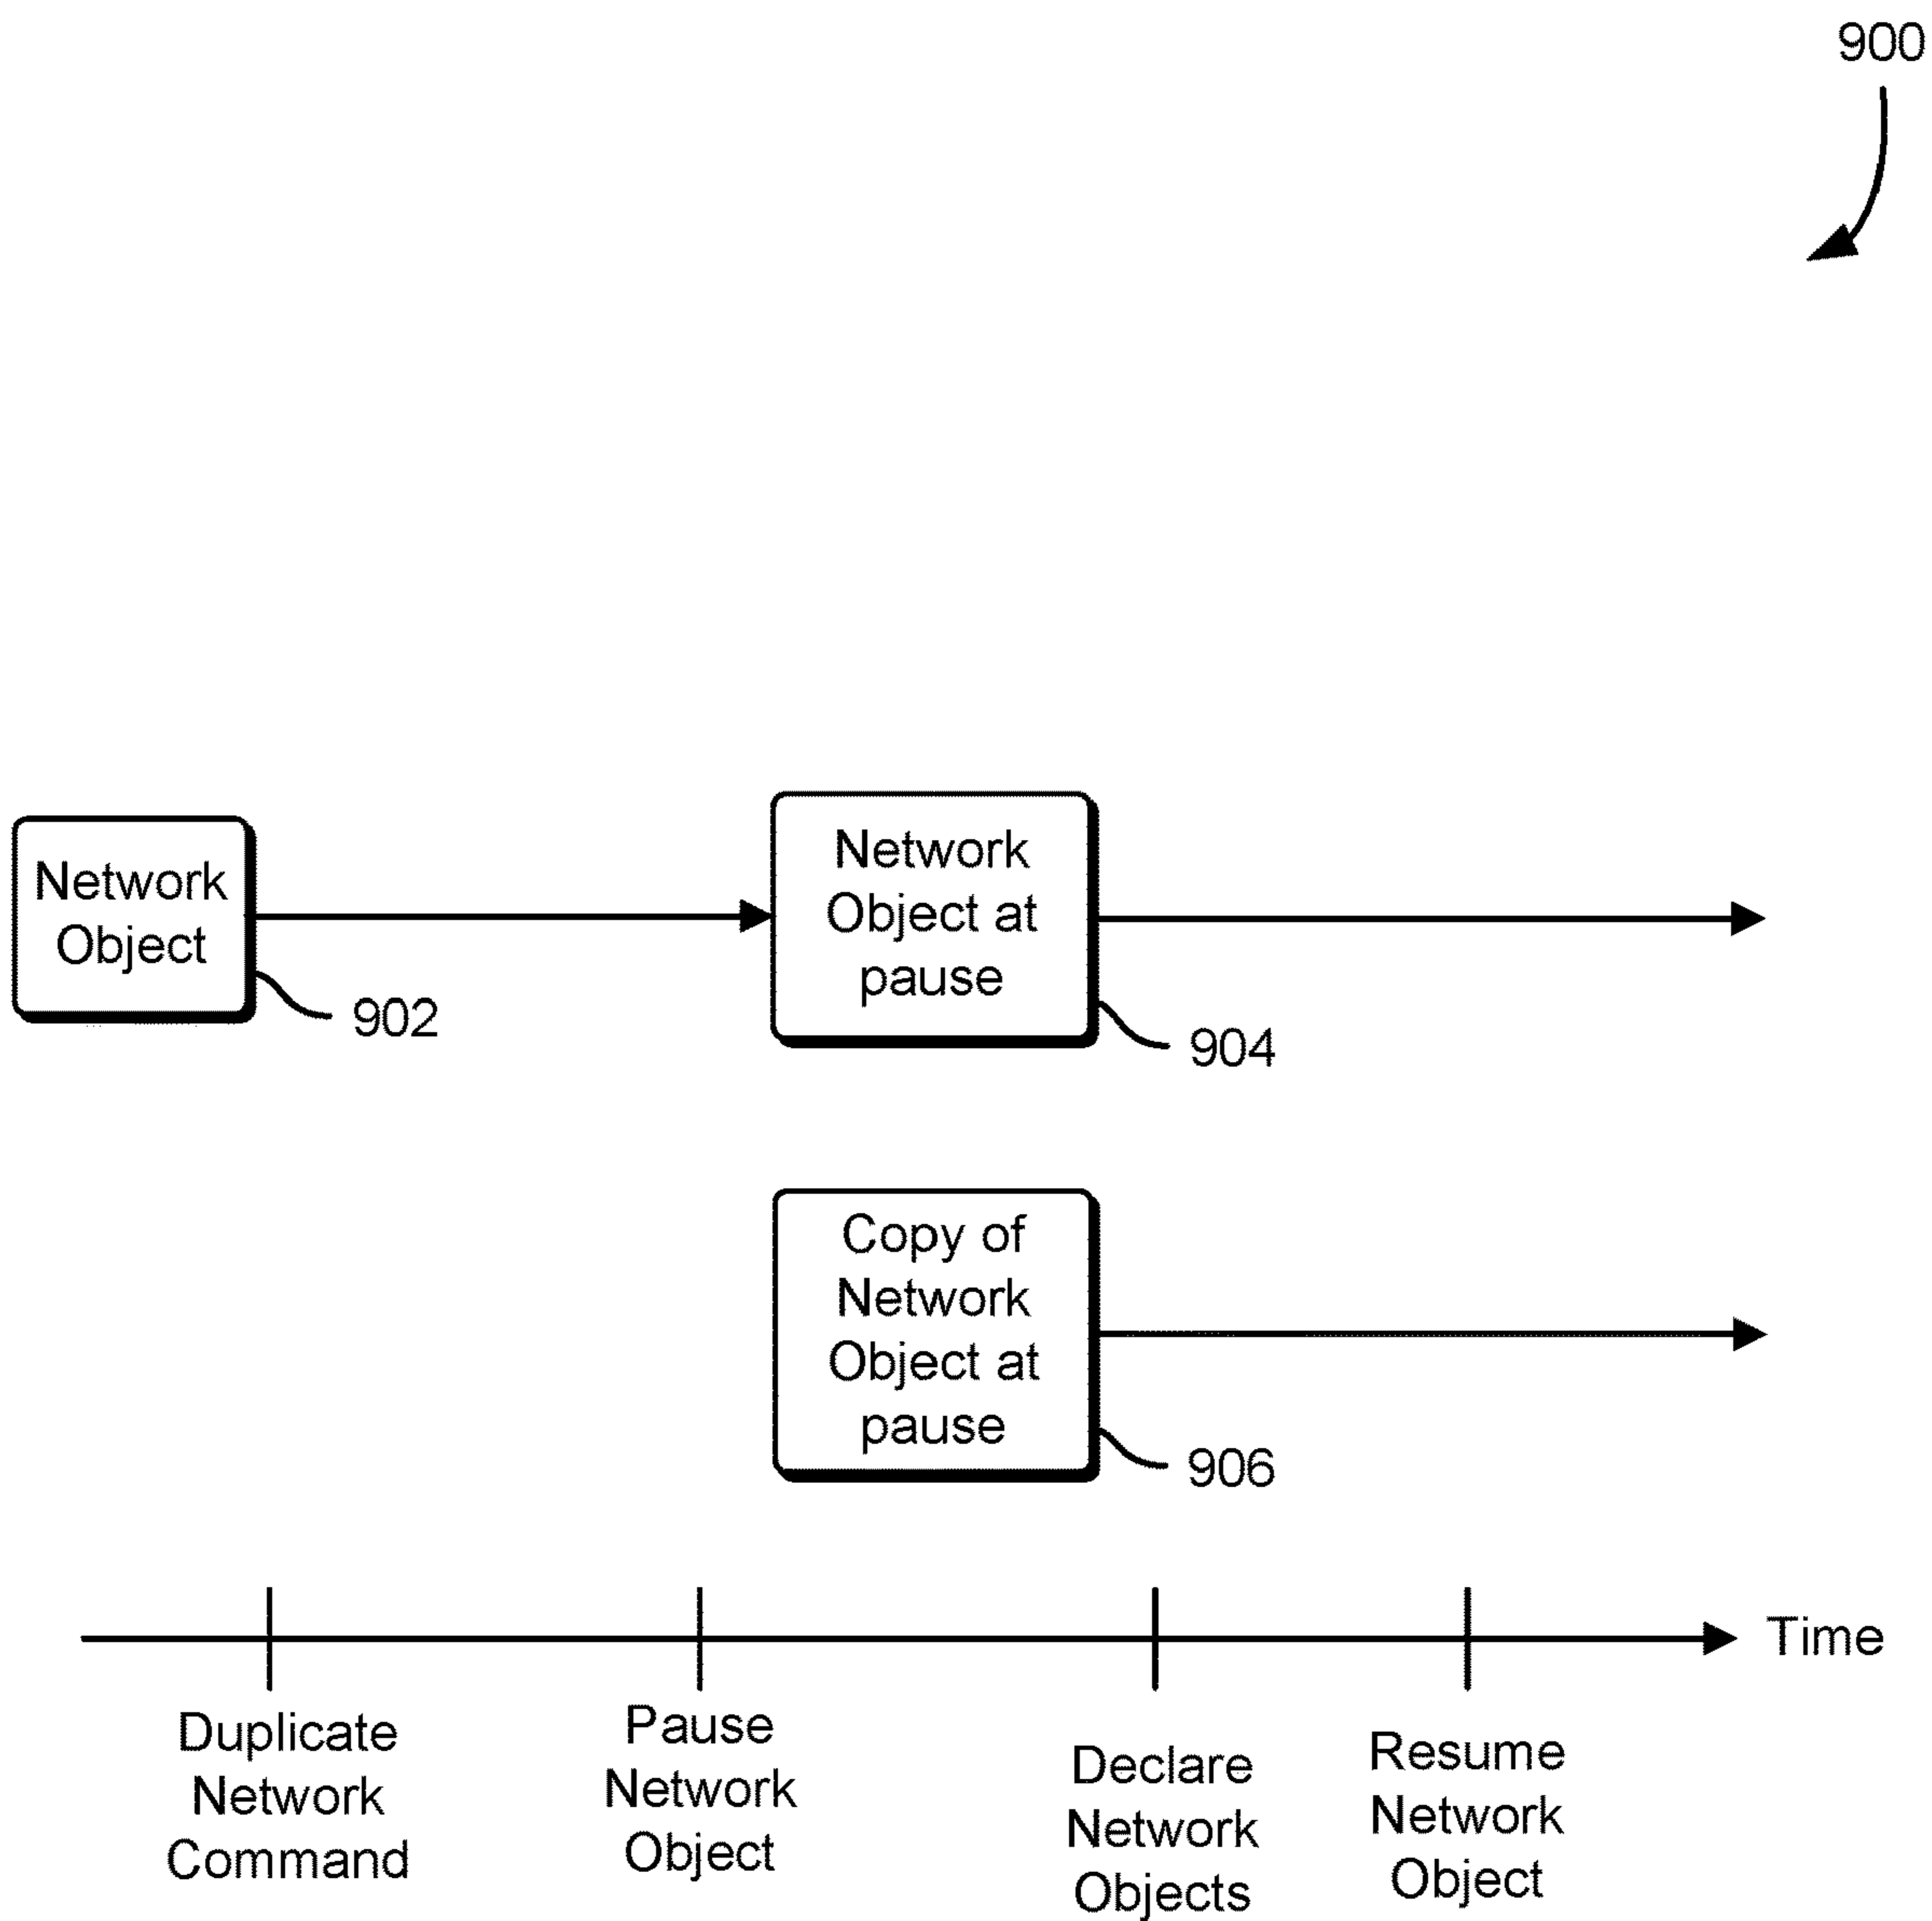 900
Network
Object
902
Network
Object at
pause
904
Copy of
Network
Object at
pause
906
Time
Duplicate
Network
Command
Pause
Network
Object
Declare
Network
Objects
Resume
Network
Object